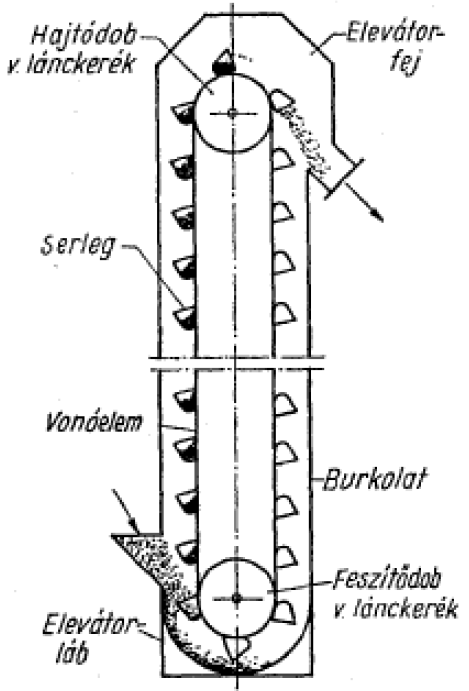 Hajtódob
v. lánckerék
Elevátor-
fej
Serleg
Vonóelem
Burkolat
Feszítődob
v. lánckerék
Elevátor-
láb